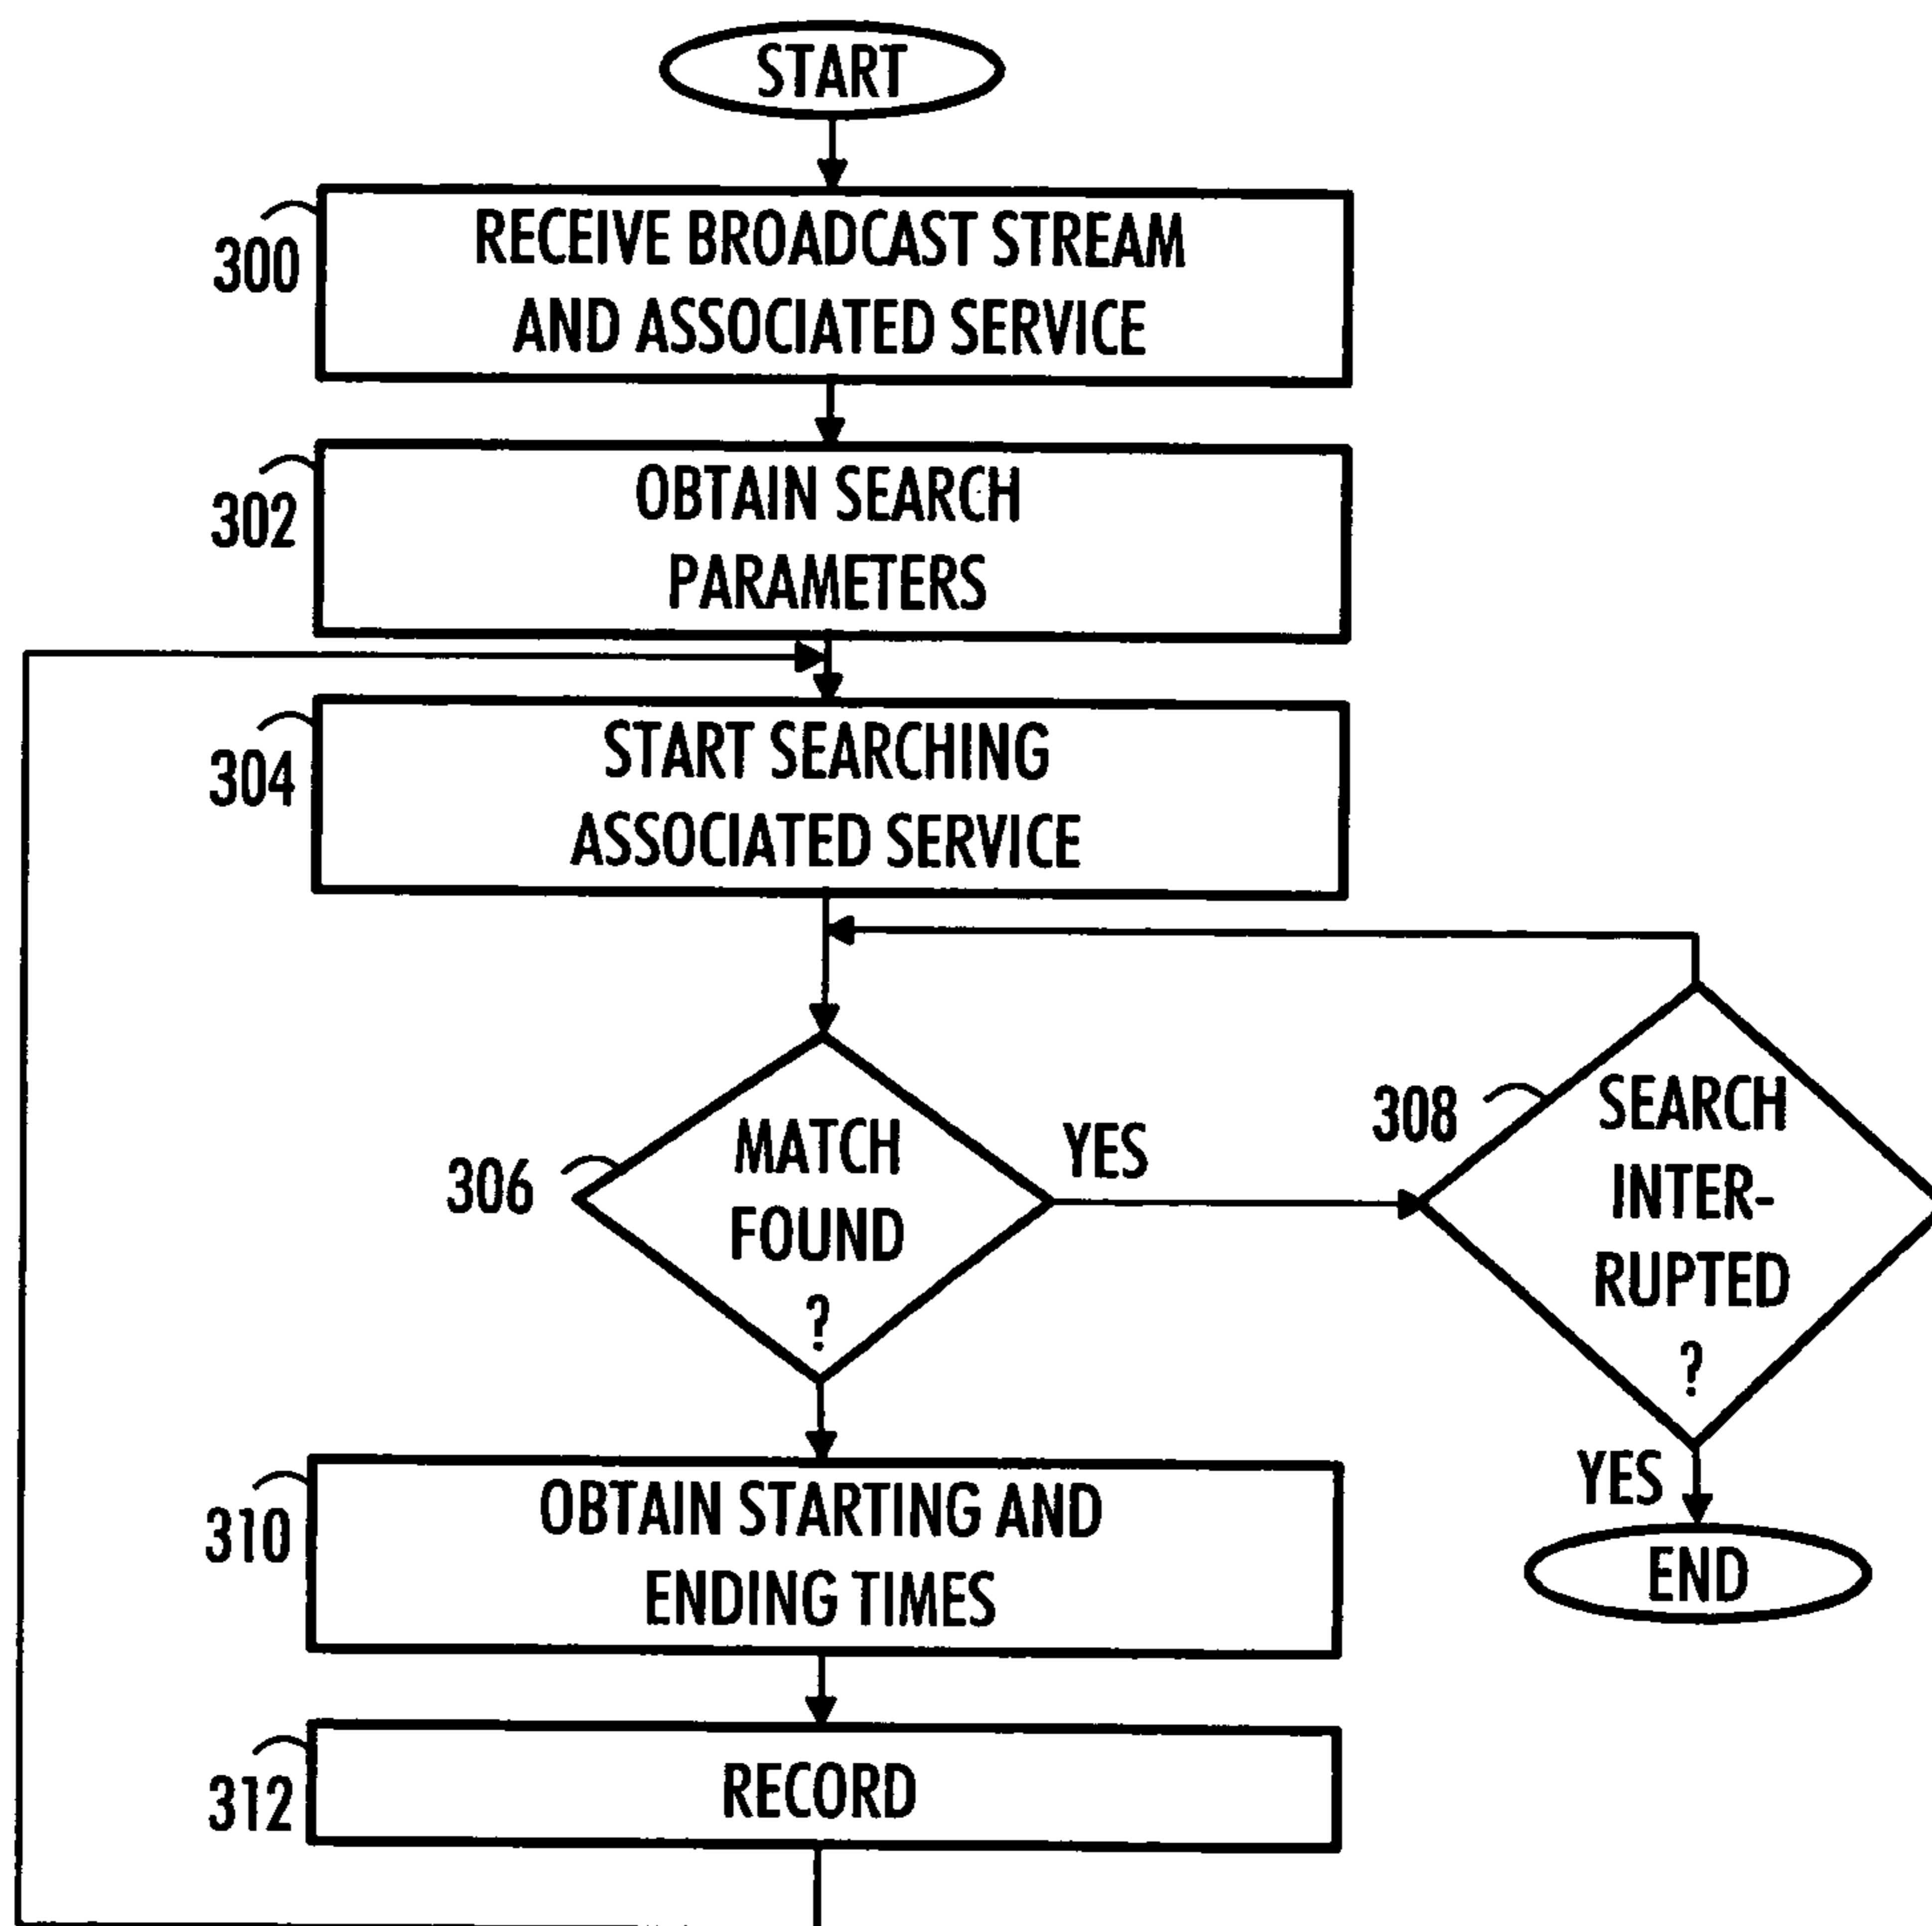 START
300
RECEIVE BROADCAST STREAM
AND ASSOCIATED SERVICE
302
OBTAIN SEARCH
PARAMETERS
304
START SEARCHING
ASSOCIATED SERVICE
306
MATCH
FOUND
?
YES
308
SEARCH
INTER-
RUPTED
?
YES
END
310
OBTAIN STARTING AND
ENDING TIMES
312
RECORD